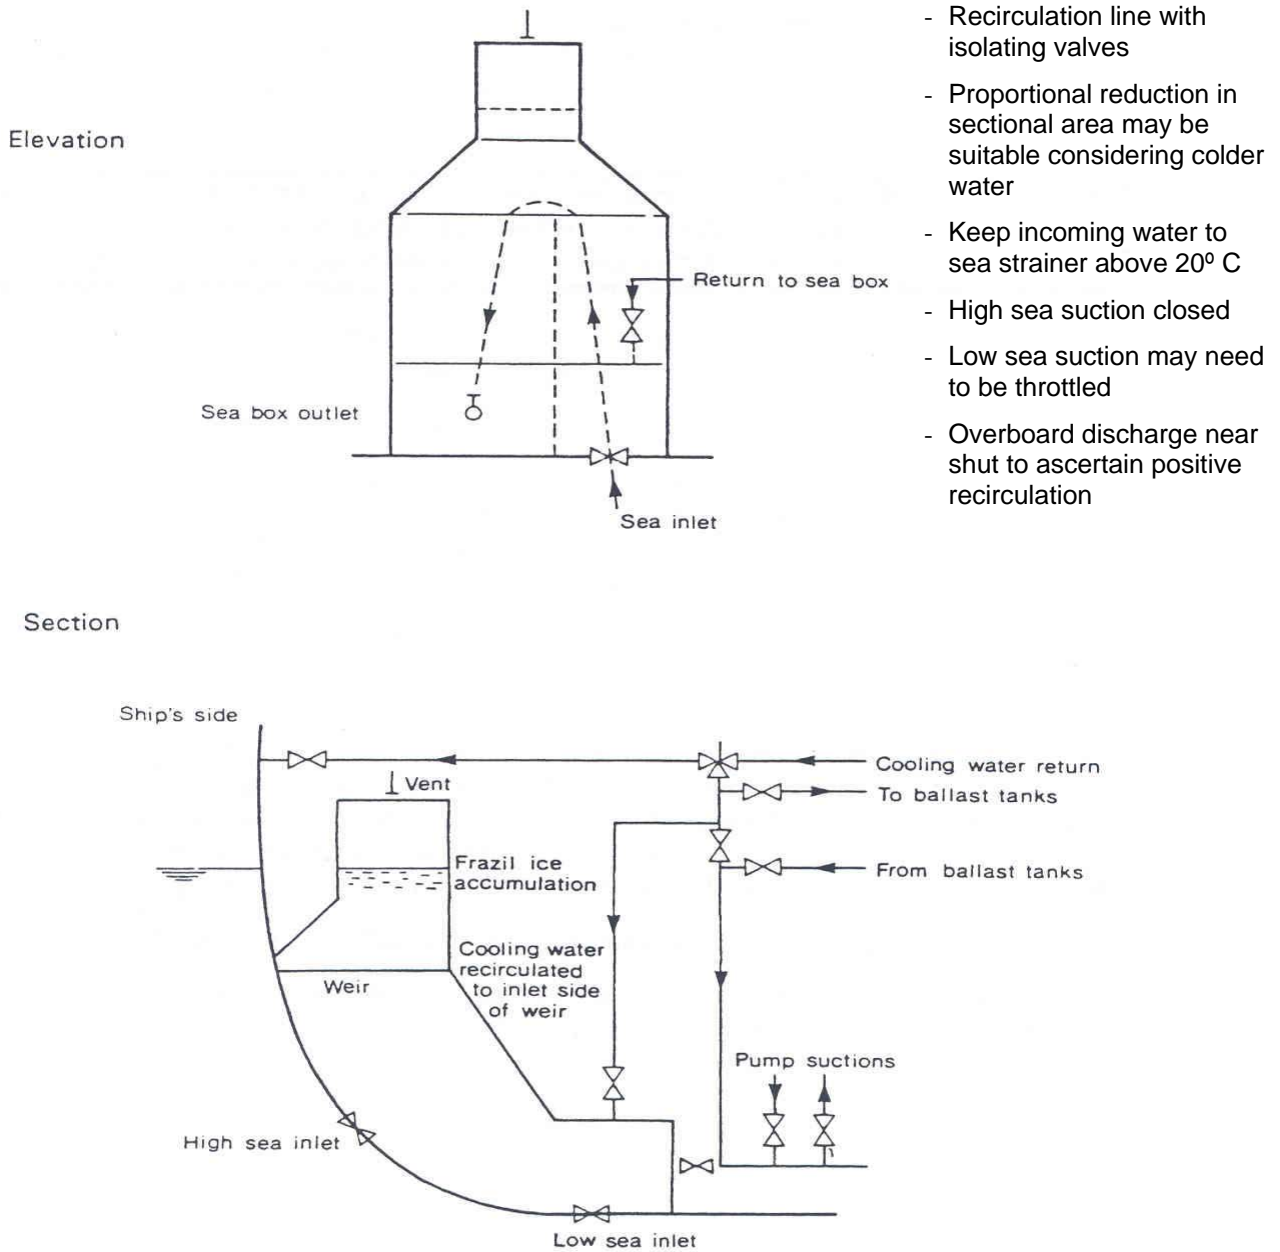 - Recirculation line with
isolating valves
- Proportional reduction in
sectional area may be
suitable considering colder
water
- Keep incoming water to
sea strainer above 20º C
- High sea suction closed
- Low sea suction may need
to be throttled
- Overboard discharge near
shut to ascertain positive
recirculation
Elevation
Return to sea box
Sea box outlet
Sea inlet
Section
Ship's side
Vent
Cooling water return
To ballast tanks
Frazil ice
accumulation
From ballast tanks
Cooling water
recirculated
to inlet side
of weir
Weir
Pump suctions
High sea inlet
Low sea inlet